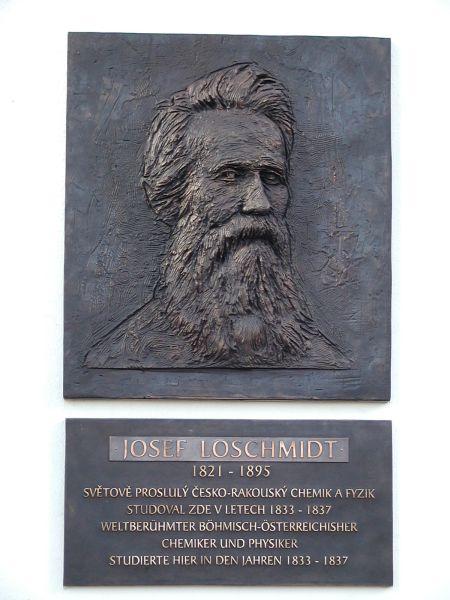 JOSEF LOSCHMIDT
1821 - 1895
SVĚTOVĚ PROSLULÝ ČESKO-RAKOUSKÝ CHEMIK A FYZIK
STUDOVAL ZDE V LETECH 1833 - 1837
WELTBERÜHMTER BÖHMISCH-ÖSTERREICHISHER
CHEMIKER UND PHYSIKER
STUDIERTE HIER IN DEN JAHREN 1833 - 1837